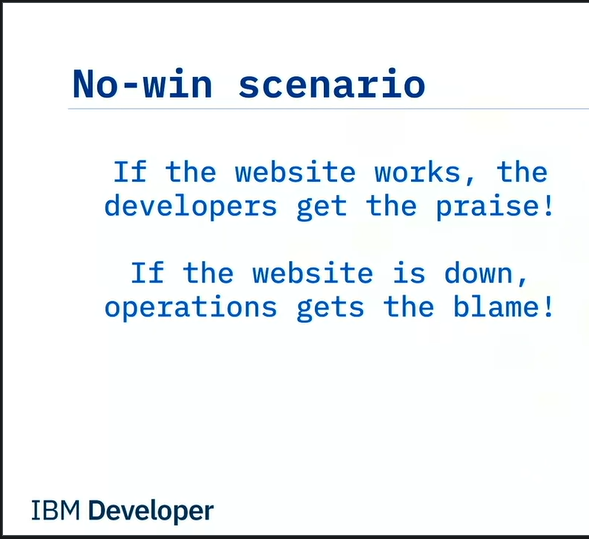 No-win scenario
If the website works, the
developers get the praise!
If the website is down,
operations gets the blame!
IBM Developer